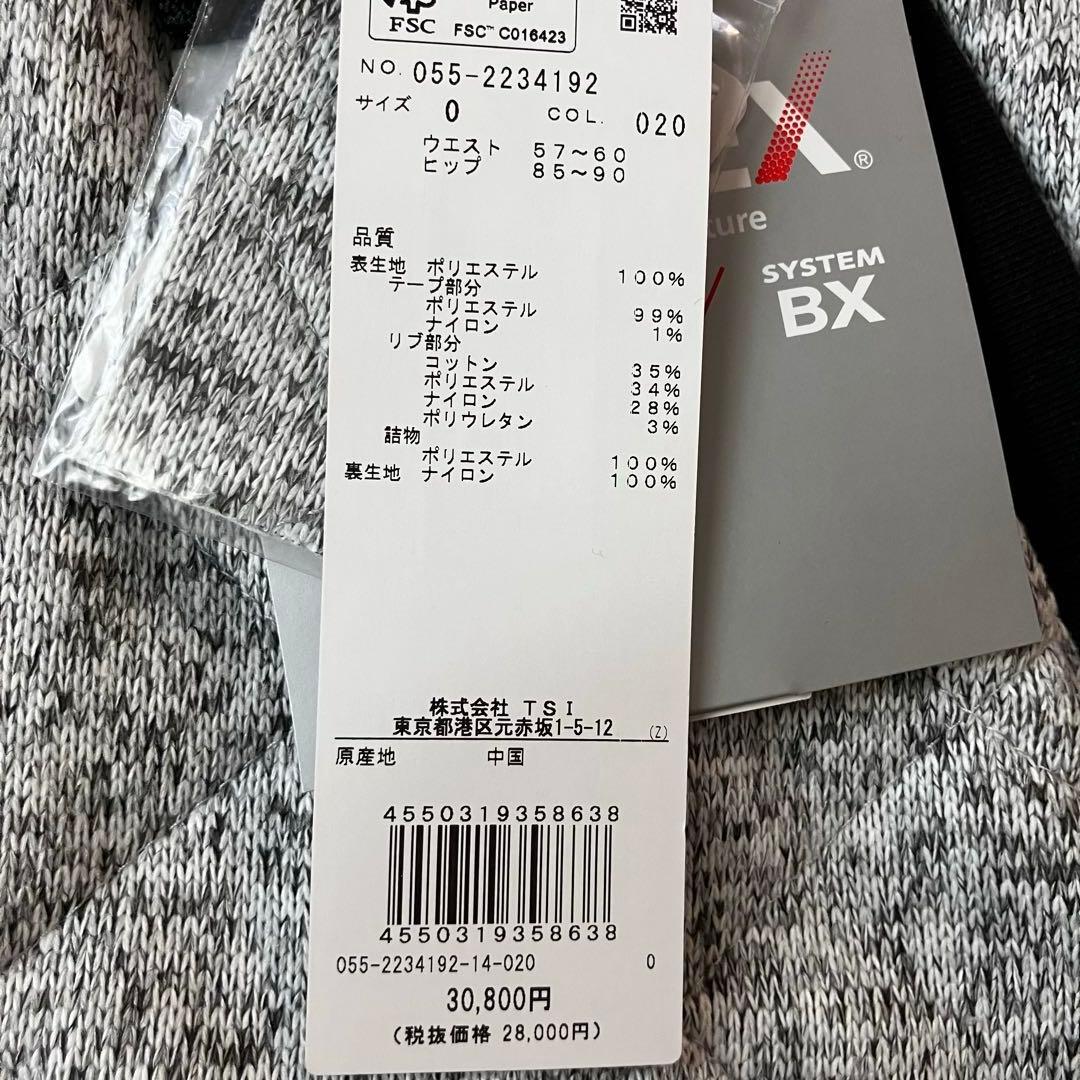 Paper
FSC
FSC™ C016423
NO. 055-2234192
サイズ 0 COL. 020
ウエスト 57～60
ヒップ 85～90
品質
表生地 ポリエステル 100%
テープ部分
ポリエステル 99%
ナイロン 1%
リブ部分
コットン 35%
ポリエステル 34%
ナイロン 28%
ポリウレタン 3%
詰物
ポリエステル 100%
裏生地 ナイロン 100%
株式会社 TSI
東京都港区元赤坂1-5-12 (Z)
原産地 中国
4550319358638
4550319358638
055-2234192-14-020 0
30,800円
(税抜価格 28,000円)
X®
SYSTEM
BX